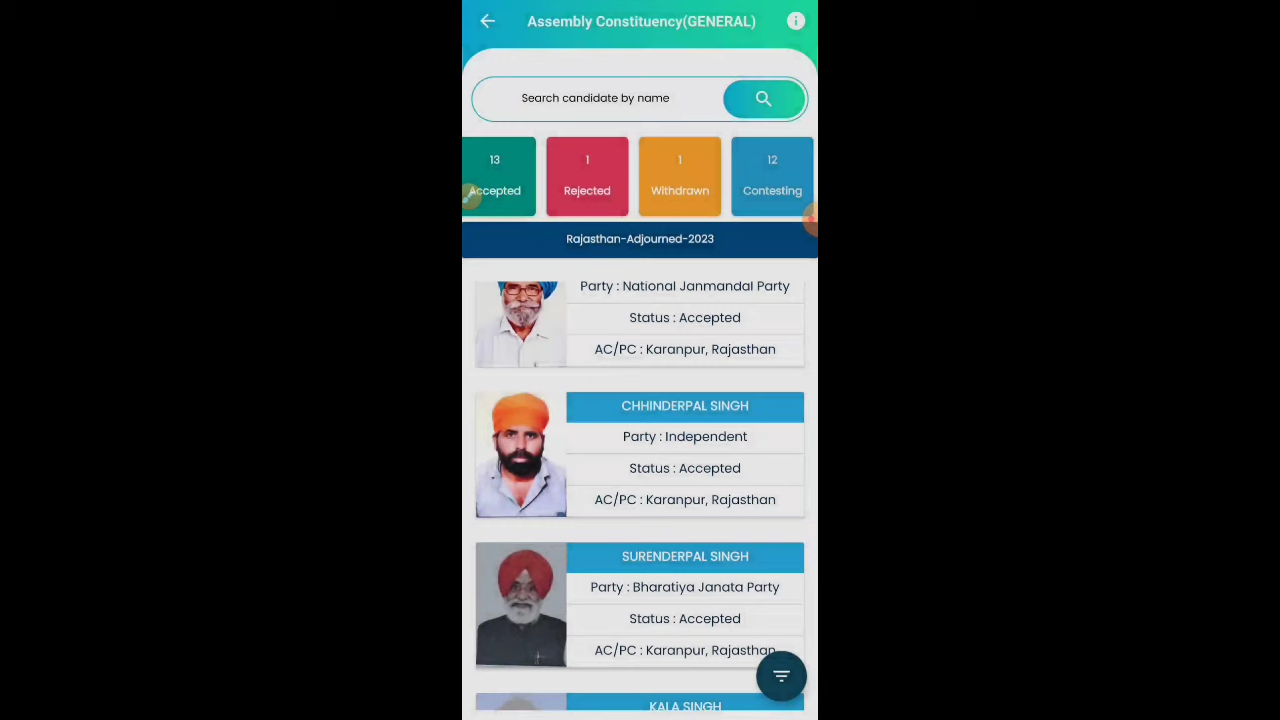 Assembly Constituency(GENERAL)
Search candidate by name
13
Accepted
1
Rejected
1
Withdrawn
12
Contesting
Rajasthan-Adjourned-2023
Party : National Janmandal Party
Status : Accepted
AC/PC : Karanpur, Rajasthan
CHHINDERPAL SINGH
Party : Independent
Status : Accepted
AC/PC : Karanpur, Rajasthan
SURENDERPAL SINGH
Party : Bharatiya Janata Party
Status : Accepted
AC/PC : Karanpur, Rajasthan
KALA SINGH